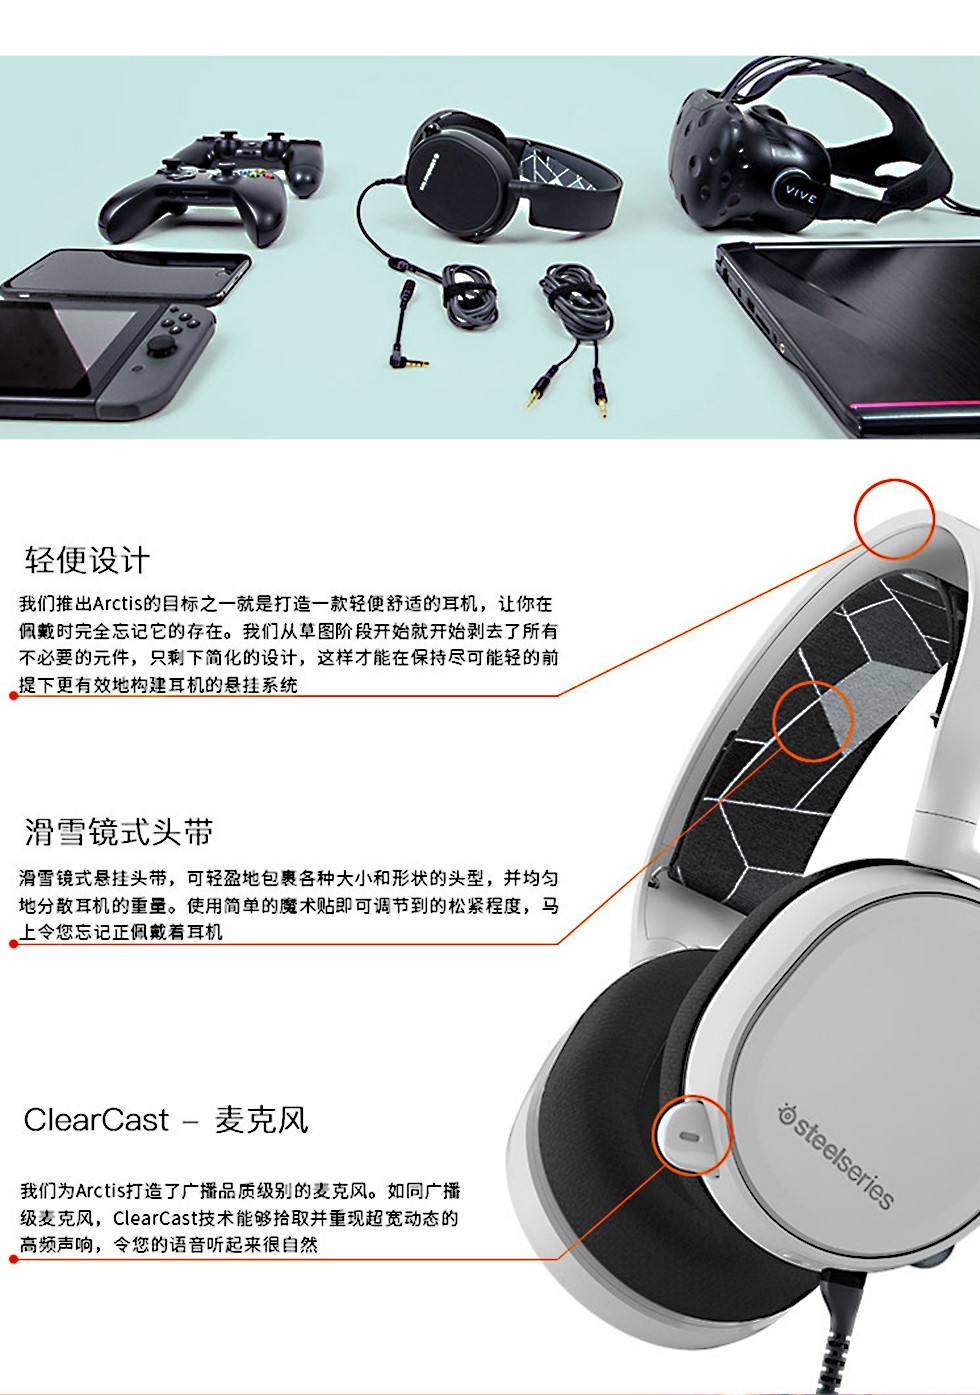 steelseries
VIVE
轻便设计
我们推出Arctis的目标之一就是打造一款轻便舒适的耳机，让你在
佩戴时完全忘记它的存在。我们从草图阶段开始就开始剥去了所有
不必要的元件，只剩下简化的设计，这样才能在保持尽可能轻的前
提下更有效地构建耳机的悬挂系统
滑雪镜式头带
滑雪镜式悬挂头带，可轻盈地包裹各种大小和形状的头型，并均匀
地分散耳机的重量。使用简单的魔术贴即可调节到的松紧程度，马
上令您忘记正佩戴着耳机
ClearCast – 麦克风
我们为Arctis打造了广播品质级别的麦克风。如同广播
级麦克风，ClearCast技术能够拾取并重现超宽动态的
高频声响，令您的语音听起来很自然
steelseries